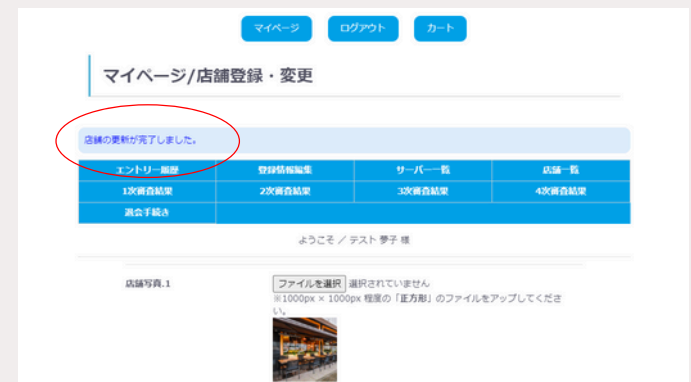 マイページ ログアウト カート
マイページ/店舗登録・変更
店舗の更新が完了しました。
エントリー履歴 登録情報編集 サーバー一覧 店舗一覧
1次審査結果 2次審査結果 3次審査結果 4次審査結果
退会手続き
ようこそ / テスト 夢子 様
店舗写真.1 ファイルを選択 選択されていません
※1000px × 1000px 程度の「正方形」のファイルをアップしてくださ
い。